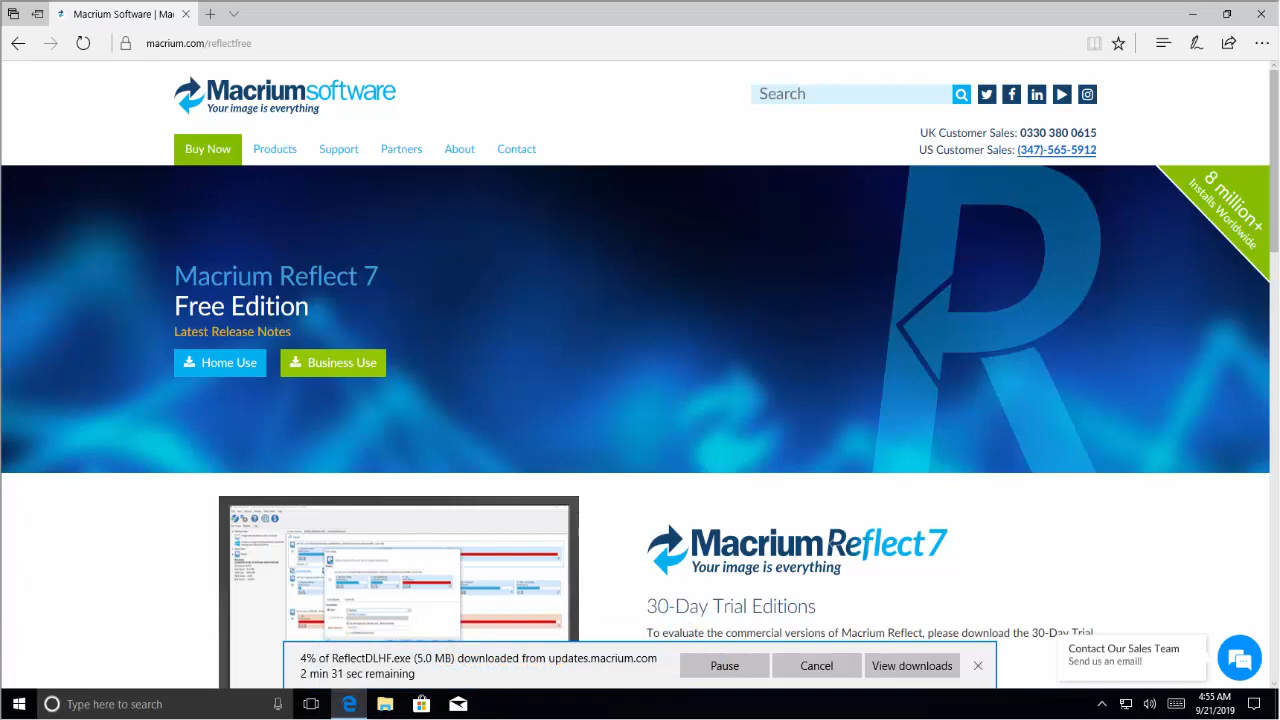 Macrium Software | Mac
macrium.com/reflectfree
Macriumsoftware
Your image is everything
Search
UK Customer Sales: 0330 380 0615
US Customer Sales: (347)-565-5912
Buy Now
Products
Support
Partners
About
Contact
8 million+
Installs Worldwide
Macrium Reflect 7
Free Edition
Latest Release Notes
Home Use
Business Use
MacriumReflect 7
Your image is everything
30-Day Trial Editions
To evaluate the commercial versions of Macrium Reflect, please download the 30-Day Trial
4% of ReflectDLHF.exe (5.0 MB) downloaded from updates.macrium.com
2 min 31 sec remaining
Pause
Cancel
View downloads
Contact Our Sales Team
Send us an email!
Type here to search
4:55 AM
9/21/2019